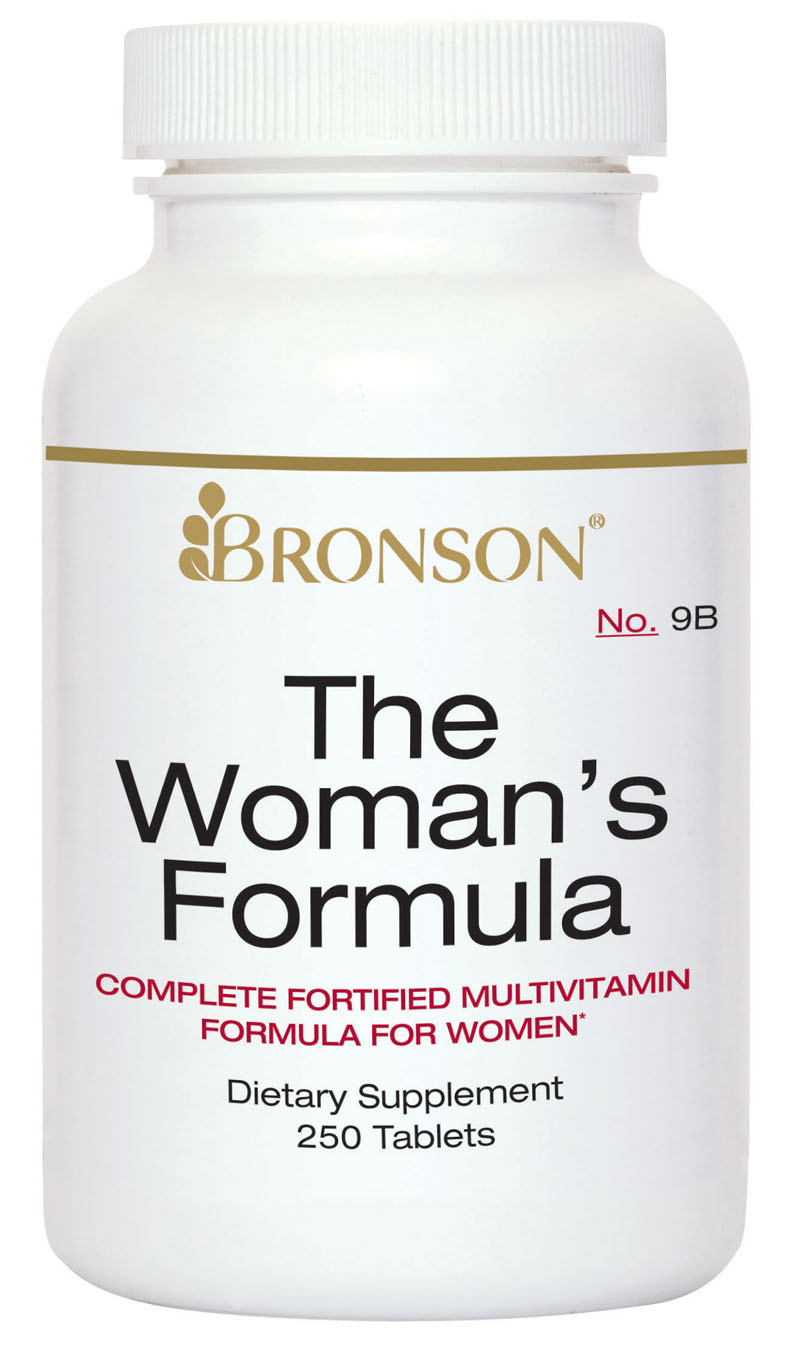 BRONSON®
No. 9B
The
Woman’s
Formula
COMPLETE FORTIFIED MULTIVITAMIN
FORMULA FOR WOMEN*
Dietary Supplement
250 Tablets